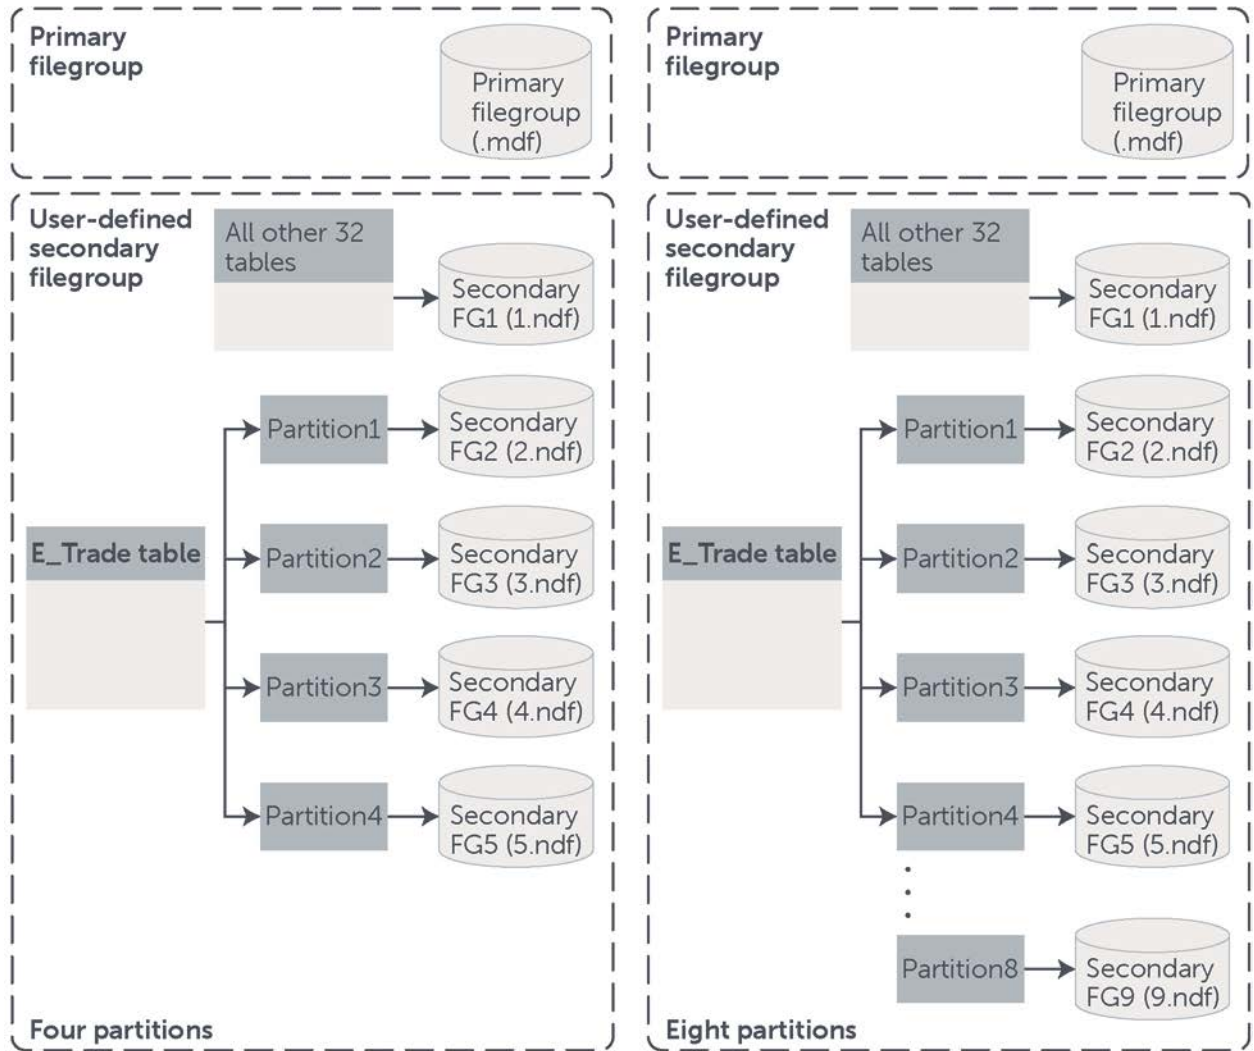 Primary
filegroup
Primary
filegroup
(.mdf)
User-defined
secondary
filegroup
All other 32
tables
Secondary
FG1 (1.ndf)
Partition1
Secondary
FG2 (2.ndf)
E_Trade table
Partition2
Secondary
FG3 (3.ndf)
Partition3
Secondary
FG4 (4.ndf)
Partition4
Secondary
FG5 (5.ndf)
Four partitions
Primary
filegroup
Primary
filegroup
(.mdf)
User-defined
secondary
filegroup
All other 32
tables
Secondary
FG1 (1.ndf)
Partition1
Secondary
FG2 (2.ndf)
E_Trade table
Partition2
Secondary
FG3 (3.ndf)
Partition3
Secondary
FG4 (4.ndf)
Partition4
Secondary
FG5 (5.ndf)
Partition8
Secondary
FG9 (9.ndf)
Eight partitions